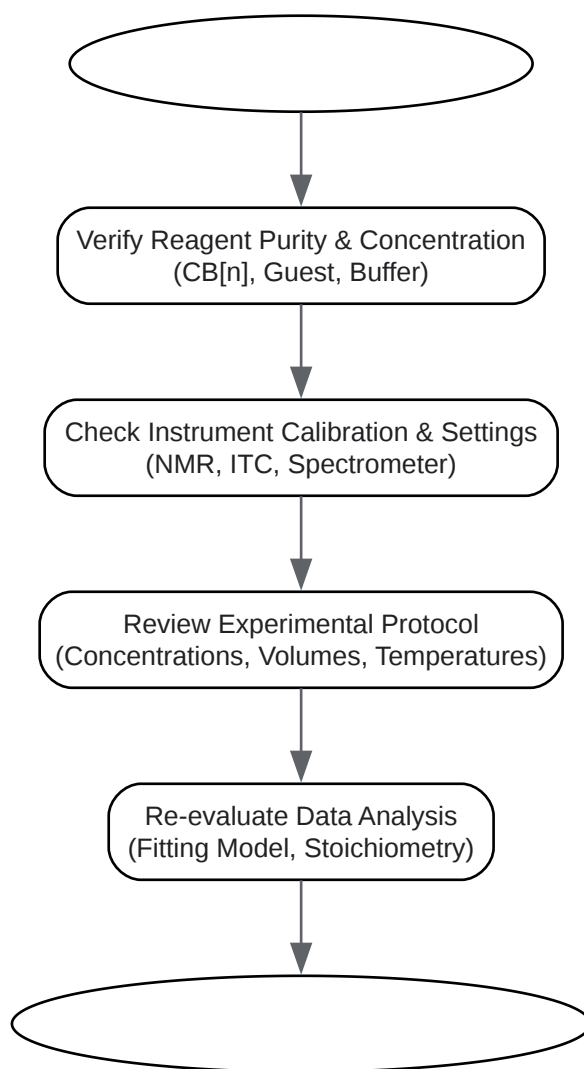 Verify Reagent Purity & Concentration
(CB[n], Guest, Buffer)
Check Instrument Calibration & Settings
(NMR, ITC, Spectrometer)
Review Experimental Protocol
(Concentrations, Volumes, Temperatures)
Re-evaluate Data Analysis
(Fitting Model, Stoichiometry)